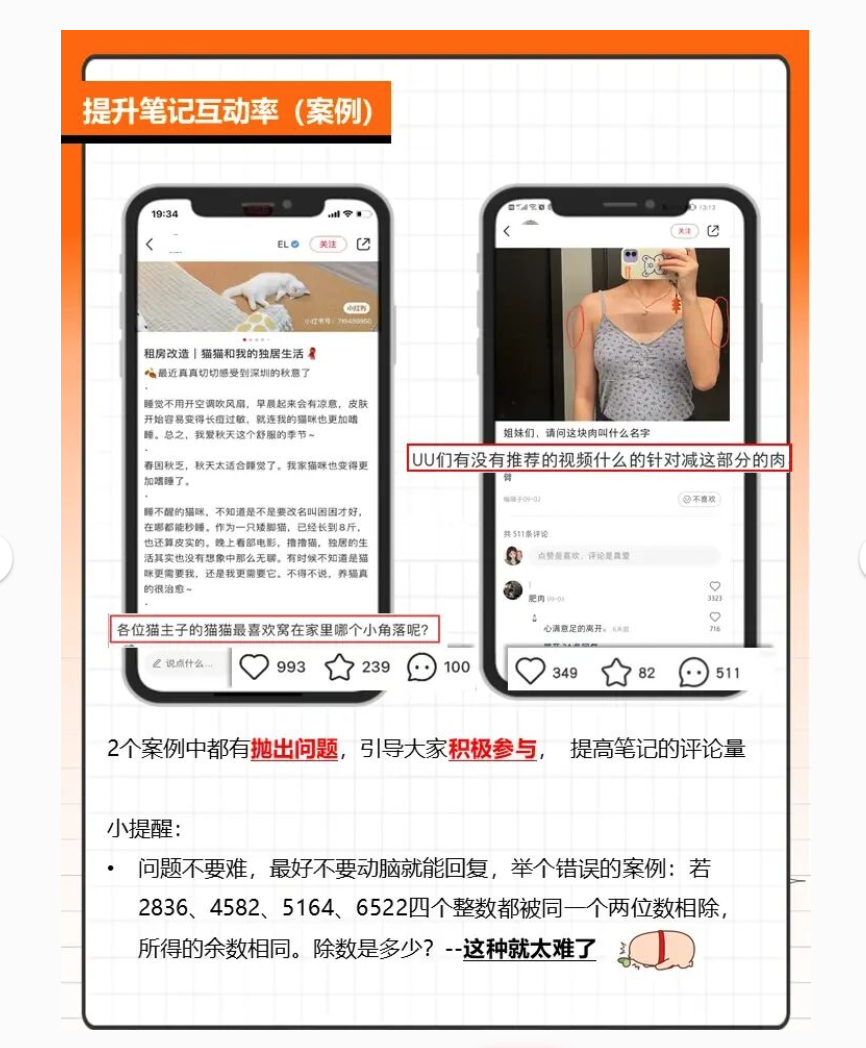 提升笔记互动率（案例）
19:34
EL
关注
小红书
小红书号：716469950
租房改造｜猫猫和我的独居生活
最近真真切切感受到深圳的秋意了
睡觉不用开空调吹风扇，早晨起来会有凉意，皮肤
开始容易变得长痘过敏，就连我的猫咪也更加嗜
睡。总之，我爱秋天这个舒服的季节~
春困秋乏，秋天太适合睡觉了。我家猫咪也变得更
加嗜睡了。
睡不醒的猫咪，不知道是不是要改名叫困困才好，
在哪都能秒睡。作为一只矮脚猫，已经长到8斤，
也还算皮实的。晚上看部电影，撸撸猫，独居的生
活其实也没有想象中那么无聊。有时候不知道是猫
咪更需要我，还是我更需要它。不得不说，养猫真
的很治愈~
各位猫主子的猫猫最喜欢窝在家里哪个小角落呢?
说点什么...
993 239 100
13:12
关注
姐妹们，请问这块肉叫什么名字
UU们有没有推荐的视频什么的针对减这部分的肉
臂
编辑于09-02
不喜欢
共 511条评论
点赞是喜欢，评论是真爱
肥肉 09-03
3323
心满意足的离开。
716
349 82 511
2个案例中都有抛出问题，引导大家积极参与， 提高笔记的评论量
小提醒：
• 问题不要难，最好不要动脑就能回复，举个错误的案例：若
2836、4582、5164、6522四个整数都被同一个两位数相除，
所得的余数相同。除数是多少？--这种就太难了